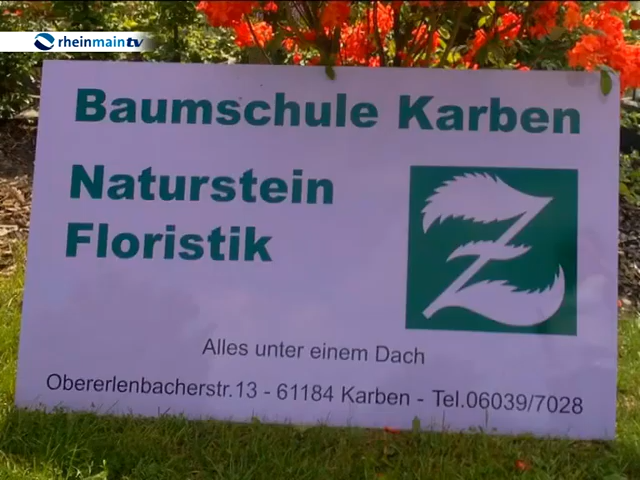 rheinmaintv
Baumschule Karben
Naturstein
Floristik
Z
Alles unter einem Dach
Obererlenbacherstr.13 - 61184 Karben - Tel.06039/7028